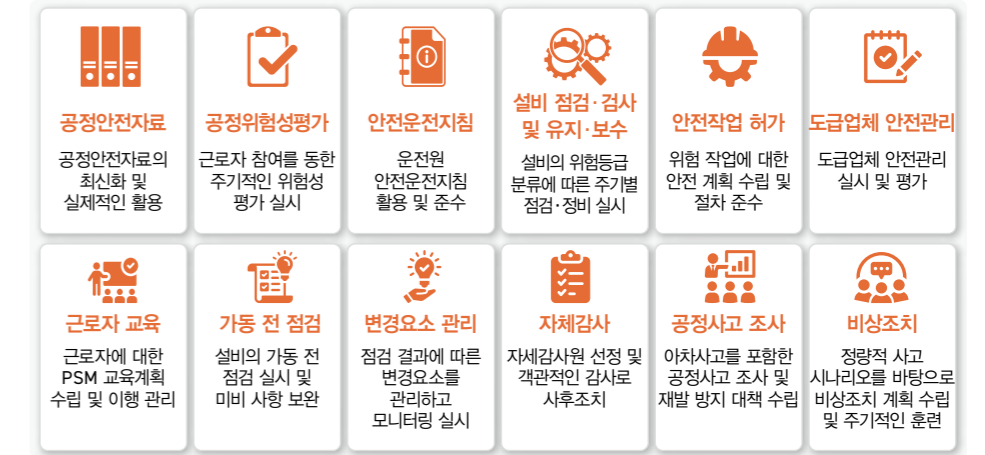 공정안전자료
공정안전자료의
최신화 및
실제적인 활용
공정위험성평가
근로자 참여를 통한
주기적인 위험성
평가 실시
안전운전지침
운전원
안전운전지침
활용 및 준수
설비 점검·검사
및 유지·보수
설비의 위험등급
분류에 따른 주기별
점검·정비 실시
안전작업 허가
위험 작업에 대한
안전 계획 수립 및
절차 준수
도급업체 안전관리
도급업체 안전관리
실시 및 평가
근로자 교육
근로자에 대한
PSM 교육계획
수립 및 이행 관리
가동 전 점검
설비의 가동 전
점검 실시 및
미비 사항 보완
변경요소 관리
점검 결과에 따른
변경요소를
관리하고
모니터링 실시
자체감사
자세감사원 선정 및
객관적인 감사로
사후조치
공정사고 조사
아차사고를 포함한
공정사고 조사 및
재발 방지 대책 수립
비상조치
정량적 사고
시나리오를 바탕으로
비상조치 계획 수립
및 주기적인 훈련